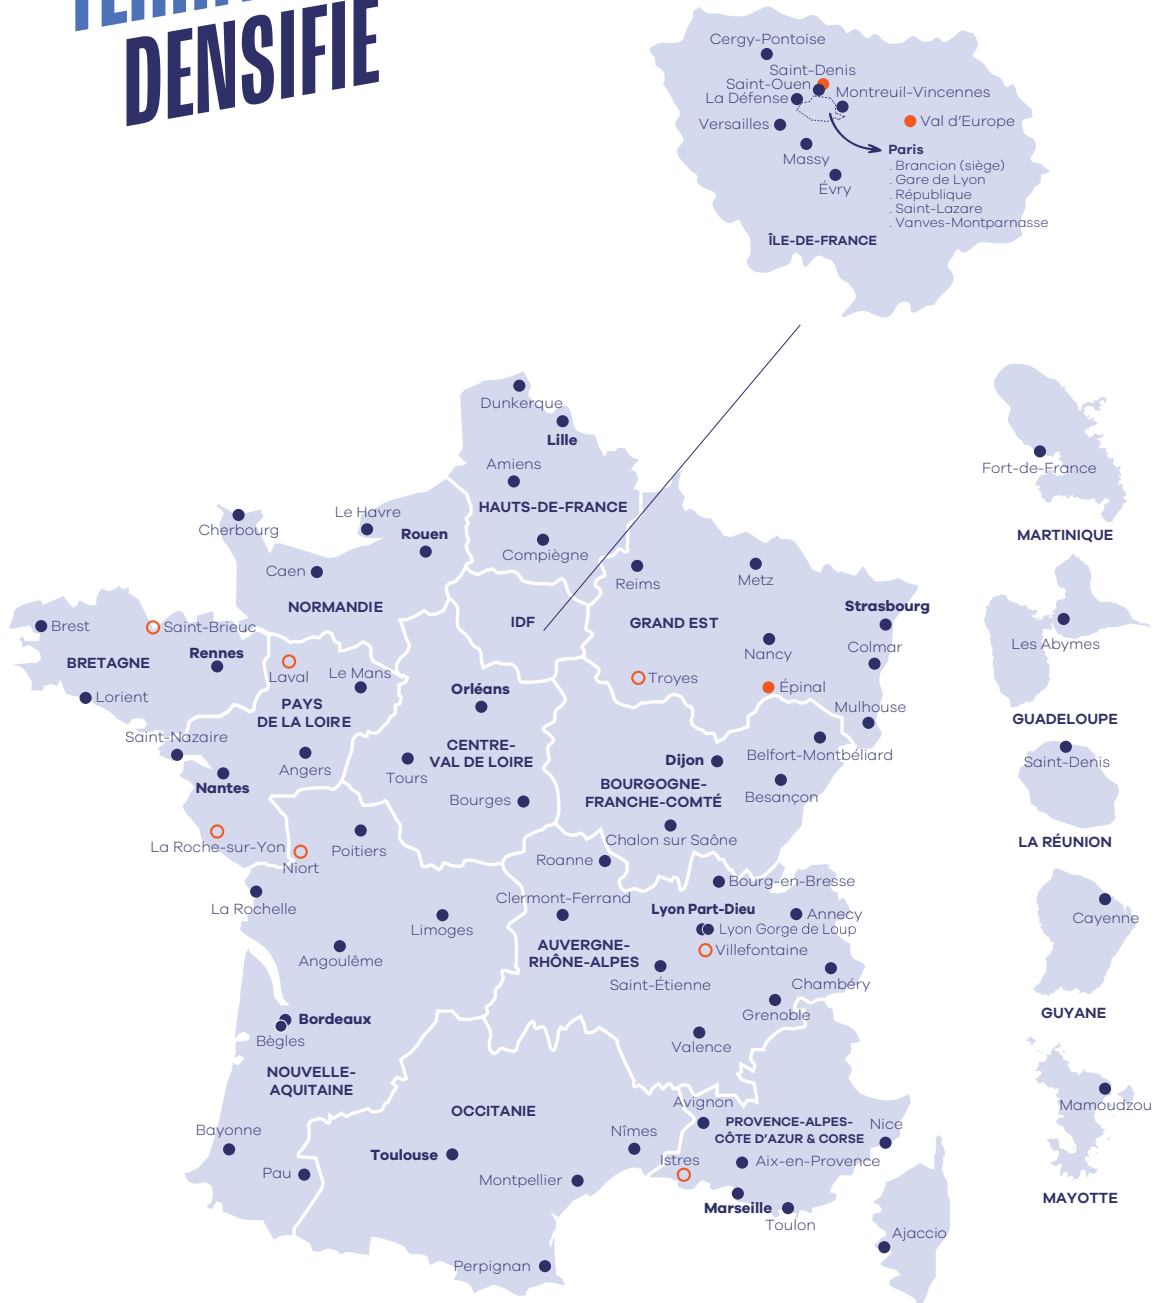 DENSIFIE
Cergy-Pontoise
Saint-Denis
Saint-Ouen
La Défense
Montreuil-Vincennes
Versailles
Val d'Europe
Massy
Évry
Paris
. Brancion (siège)
. Gare de Lyon
. République
. Saint-Lazare
. Vanves-Montparnasse
ÎLE-DE-FRANCE
Dunkerque
Lille
Amiens
HAUTS-DE-FRANCE
Compiègne
Cherbourg
Le Havre
Rouen
Caen
NORMANDIE
IDF
Reims
Metz
GRAND EST
Strasbourg
Nancy
Colmar
Troyes
Épinal
Mulhouse
Brest
Saint-Brieuc
BRETAGNE
Rennes
Lorient
Laval
Le Mans
PAYS
DE LA LOIRE
Saint-Nazaire
Angers
Nantes
La Roche-sur-Yon
Orléans
CENTRE-
VAL DE LOIRE
Tours
Bourges
Dijon
Belfort-Montbéliard
BOURGOGNE-
FRANCHE-COMTÉ
Besançon
Chalon sur Saône
Niort
Poitiers
La Rochelle
Limoges
Angoulême
Bordeaux
Bègles
NOUVELLE-
AQUITAINE
Bayonne
Pau
Roanne
Clermont-Ferrand
Bourg-en-Bresse
Lyon Part-Dieu
Annecy
Lyon Gorge de Loup
AUVERGNE-
RHÔNE-ALPES
Villefontaine
Saint-Étienne
Chambéry
Grenoble
Valence
OCCITANIE
Toulouse
Nîmes
Montpellier
Perpignan
Avignon
PROVENCE-ALPES-
CÔTE D'AZUR & CORSE
Nice
Istres
Aix-en-Provence
Marseille
Toulon
Ajaccio
Fort-de-France
MARTINIQUE
Les Abymes
GUADELOUPE
Saint-Denis
LA RÉUNION
Cayenne
GUYANE
Mamoudzou
MAYOTTE